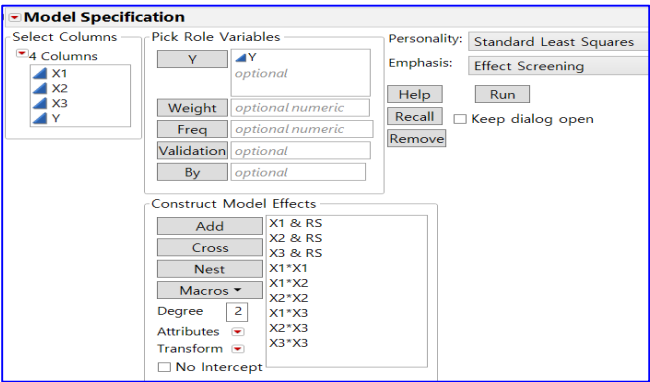 Model Specification
Select Columns
4 Columns
X1
X2
X3
Y
Pick Role Variables
Y
Y
optional
Weight
optional numeric
Freq
optional numeric
Validation
optional
By
optional
Personality:
Standard Least Squares
Emphasis:
Effect Screening
Help
Run
Recall
Keep dialog open
Remove
Construct Model Effects
Add
Cross
Nest
Macros
Degree
2
Attributes
Transform
No Intercept
X1 & RS
X2 & RS
X3 & RS
X1*X1
X1*X2
X2*X2
X1*X3
X2*X3
X3*X3